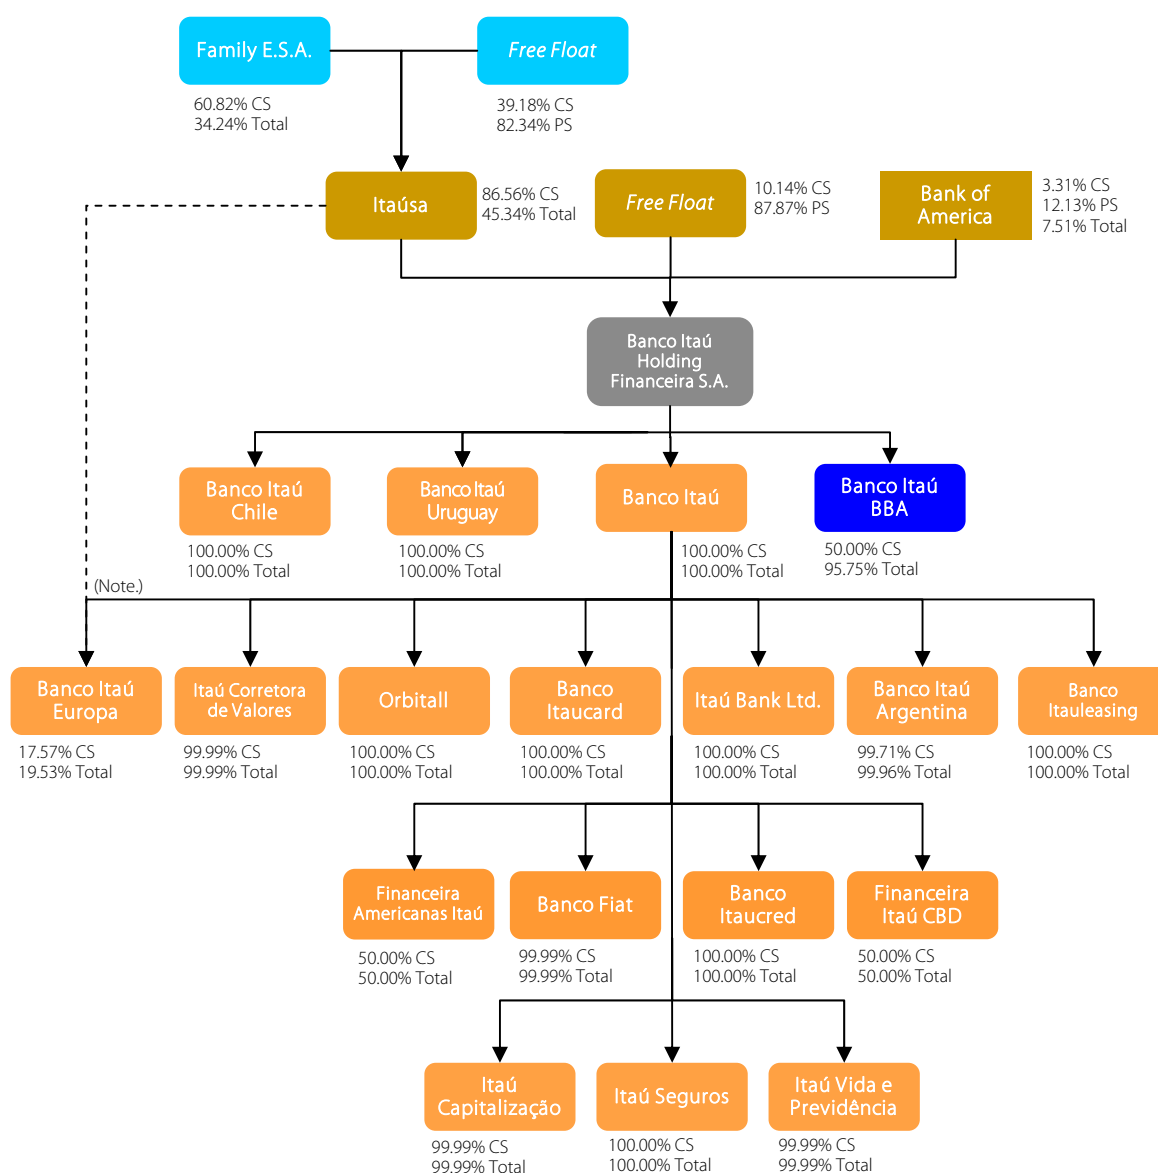 Family E.S.A.
Free Float
60.82% CS
34.24% Total
39.18% CS
82.34% PS
Itaúsa
86.56% CS
45.34% Total
Free Float
10.14% CS
87.87% PS
Bank of
America
3.31% CS
12.13% PS
7.51% Total
Banco Itaú
Holding
Financeira S.A.
Banco Itaú
Chile
Banco Itaú
Uruguay
Banco Itaú
Banco Itaú
BBA
100.00% CS
100.00% Total
100.00% CS
100.00% Total
100.00% CS
100.00% Total
50.00% CS
95.75% Total
(Note.)
Banco Itaú
Europa
Itaú Corretora
de Valores
Orbitall
Banco
Itaucard
Itaú Bank Ltd.
Banco Itaú
Argentina
Banco
Itauleasing
17.57% CS
19.53% Total
99.99% CS
99.99% Total
100.00% CS
100.00% Total
100.00% CS
100.00% Total
100.00% CS
100.00% Total
99.71% CS
99.96% Total
100.00% CS
100.00% Total
Financeira
Americanas Itaú
Banco Fiat
Banco
Itaucred
Financeira
Itaú CBD
50.00% CS
50.00% Total
99.99% CS
99.99% Total
100.00% CS
100.00% Total
50.00% CS
50.00% Total
Itaú
Capitalização
Itaú Seguros
Itaú Vida e
Previdência
99.99% CS
99.99% Total
100.00% CS
100.00% Total
99.99% CS
99.99% Total